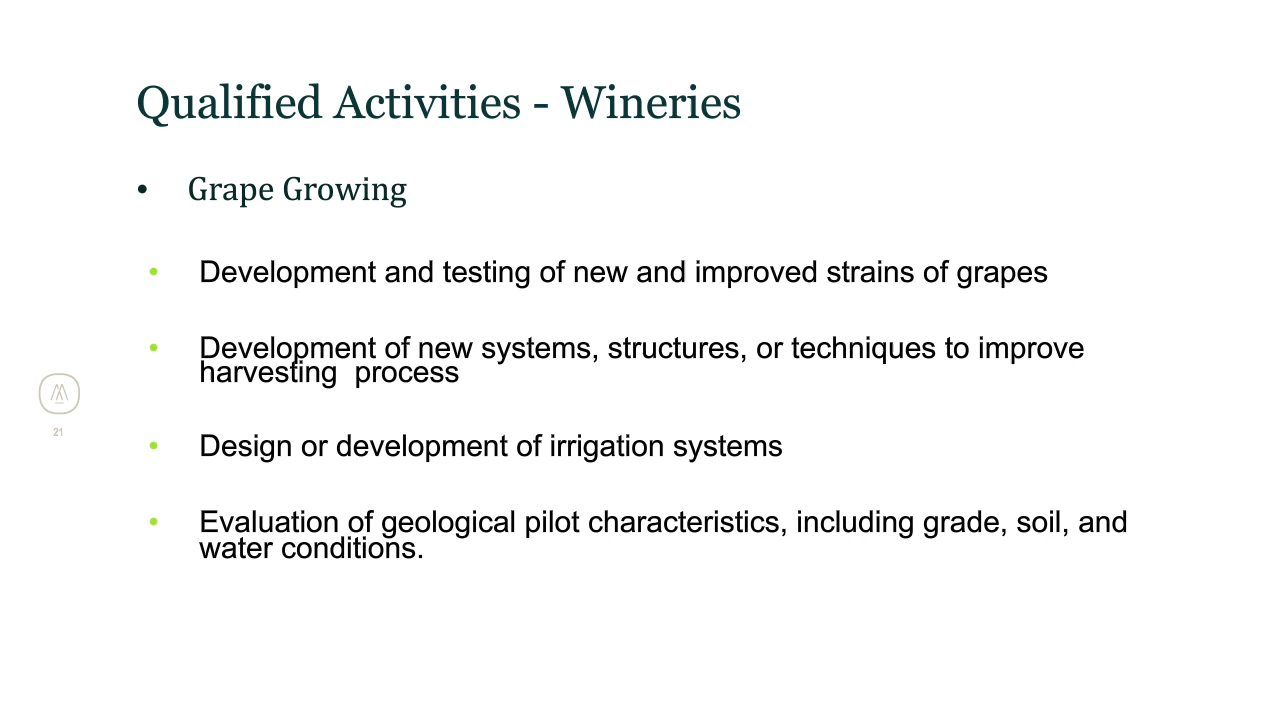 Qualified Activities - Wineries
• Grape Growing
• Development and testing of new and improved strains of grapes
• Development of new systems, structures, or techniques to improve
harvesting  process
• Design or development of irrigation systems
• Evaluation of geological pilot characteristics, including grade, soil, and
water conditions.
21